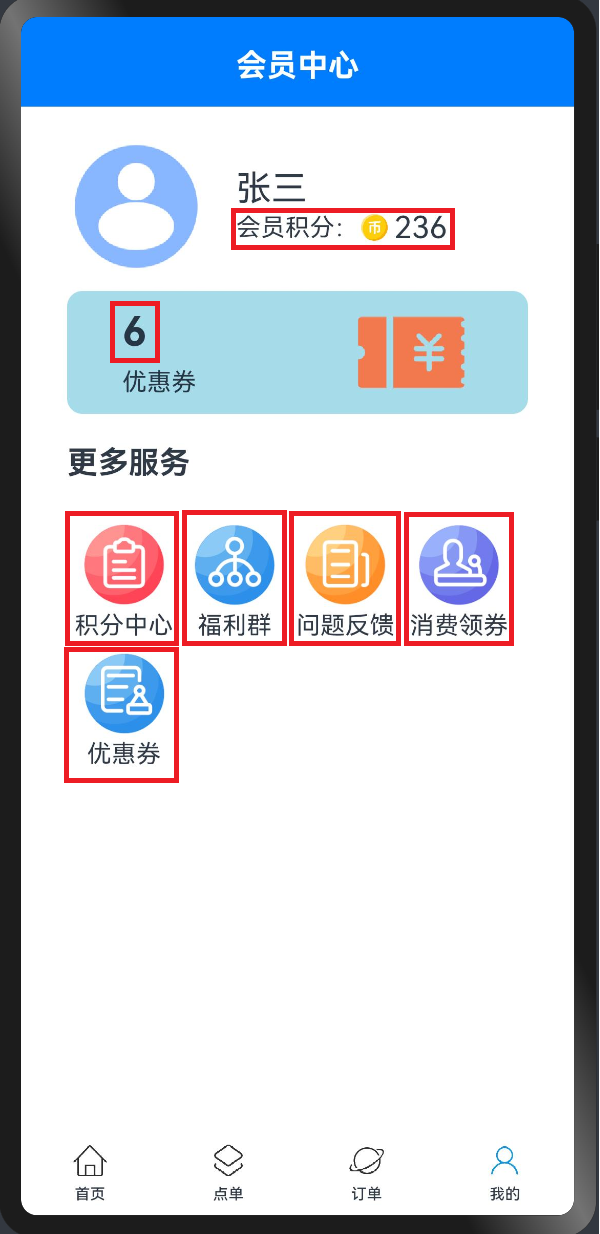 会员中心
张三
会员积分： 币 236
6
优惠券
¥
更多服务
积分中心 福利群 问题反馈 消费领券
优惠券
首页 点单 订单 我的